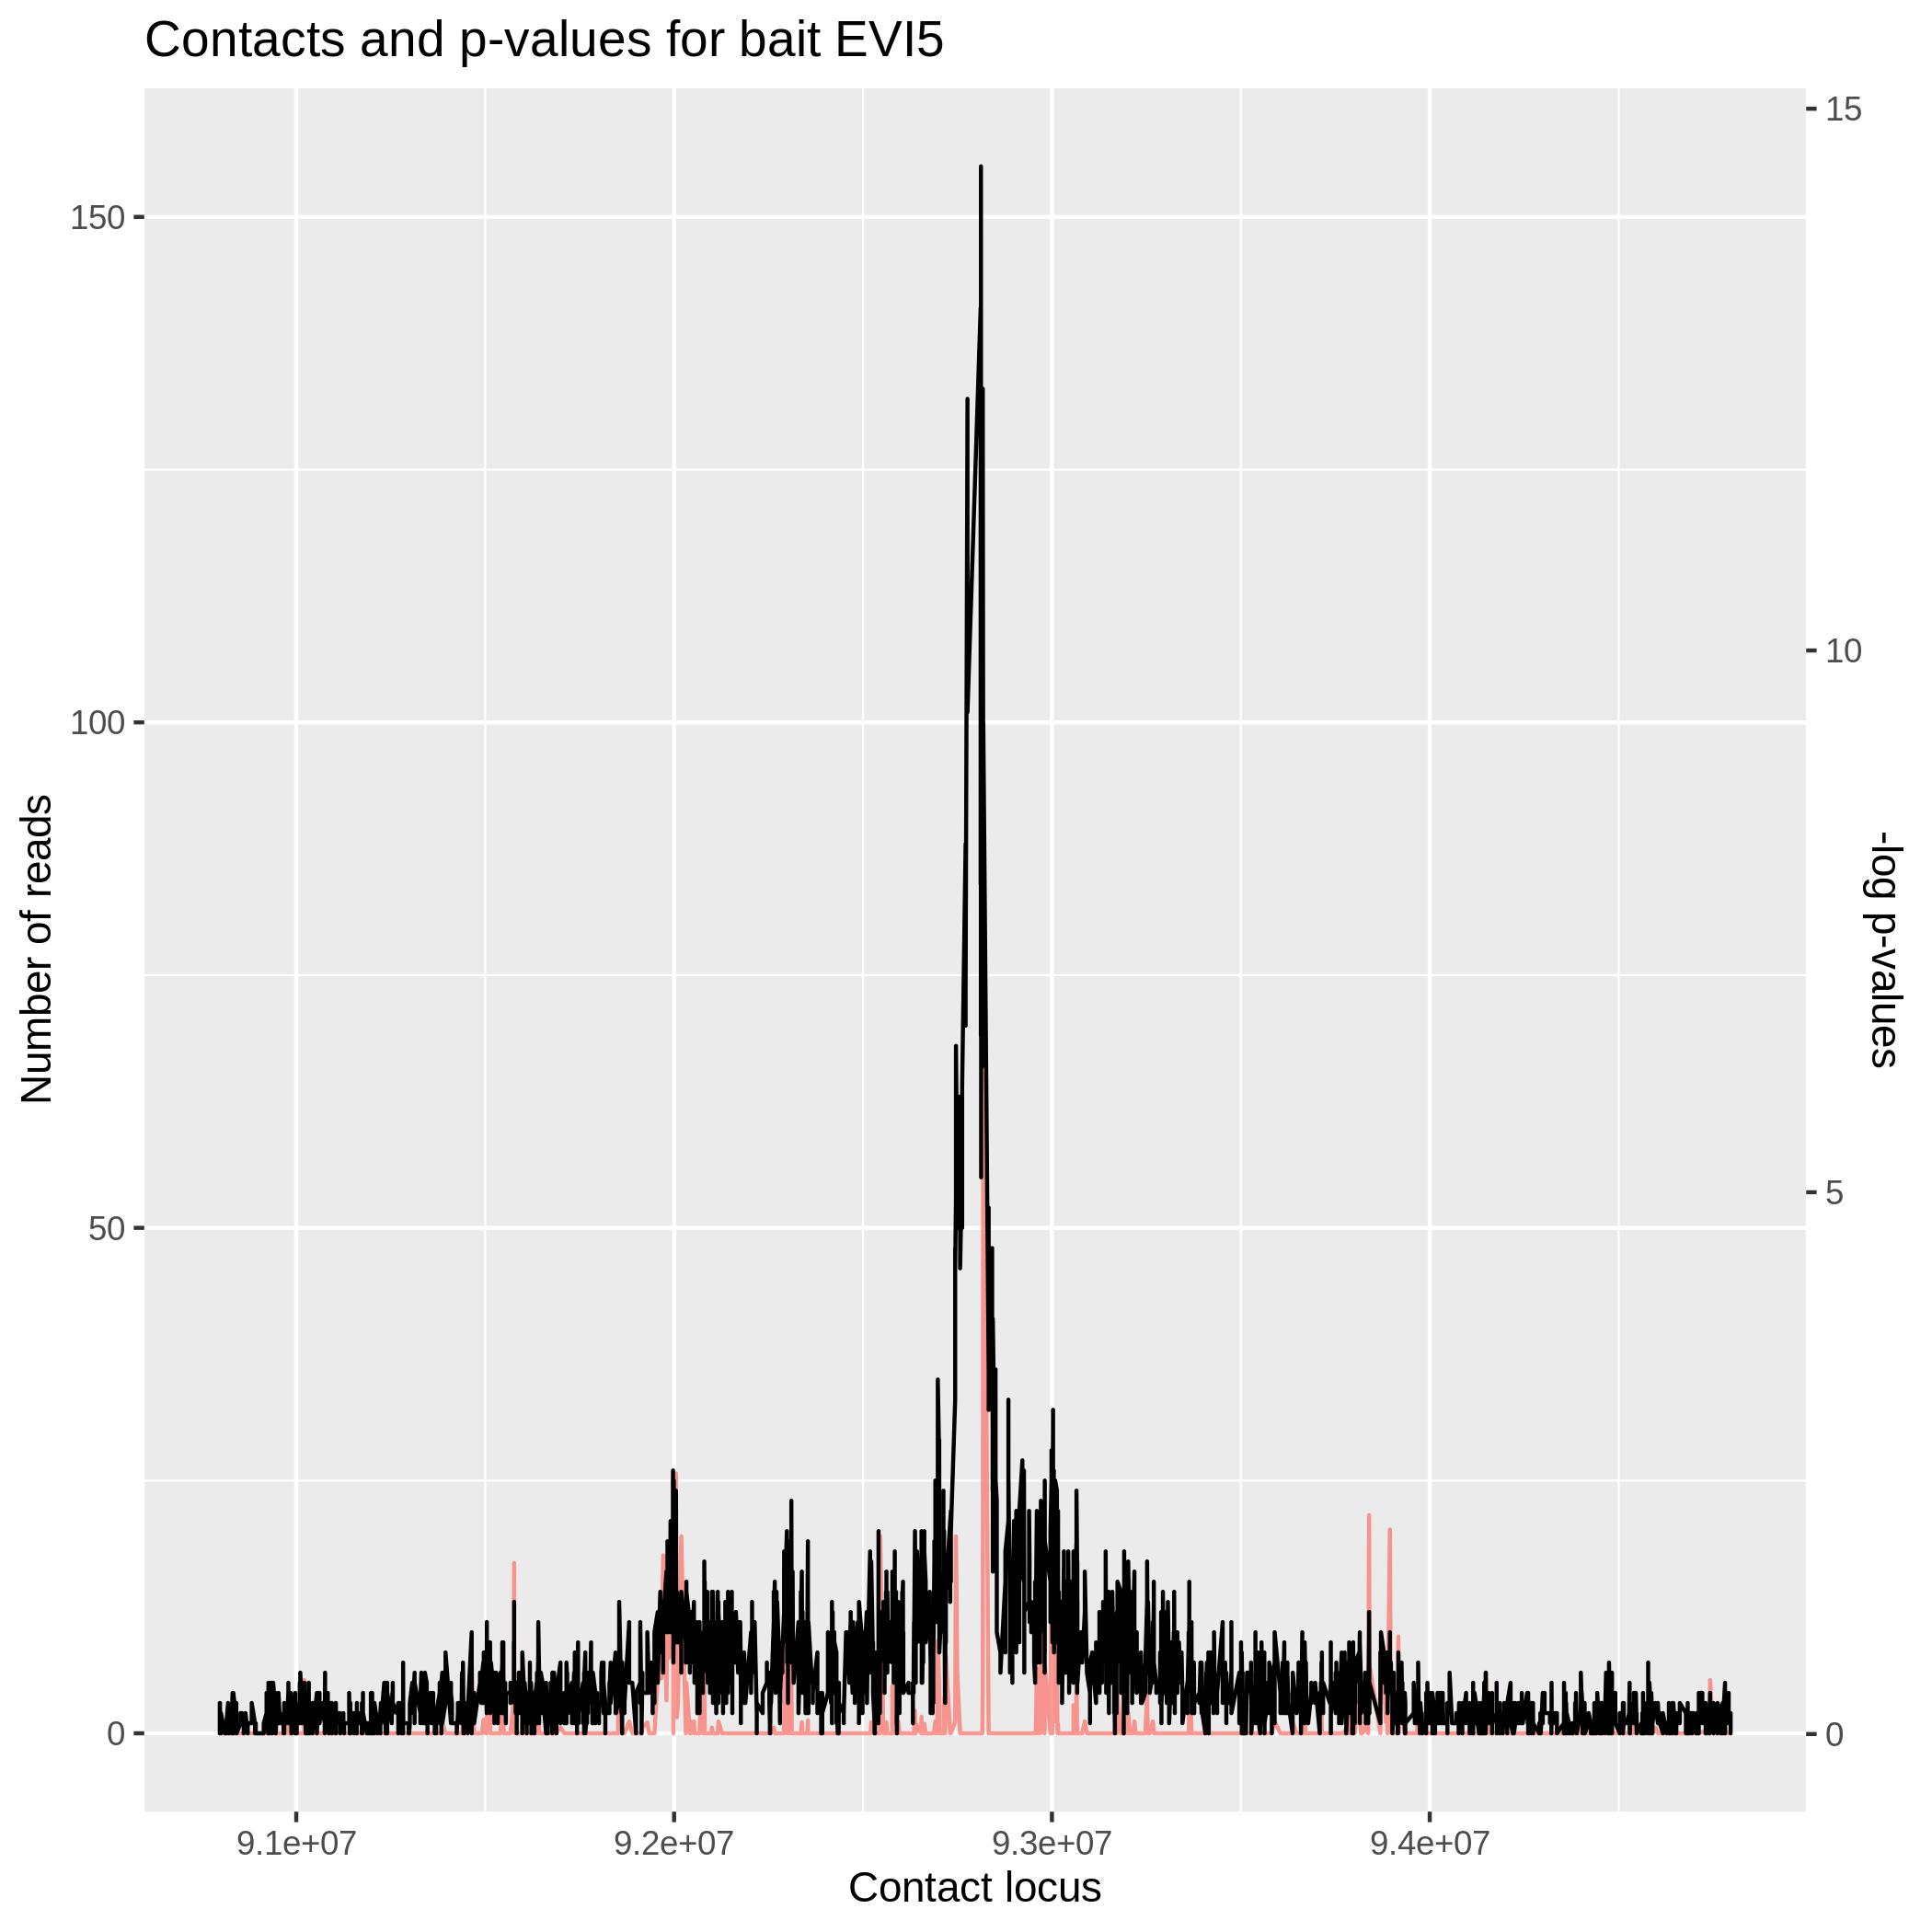 Contacts and p-values for bait EVI5
15
150
10
100
Number of reads
-log p-values
5
50
0
0
9.1e+07
9.2e+07
9.3e+07
9.4e+07
Contact locus